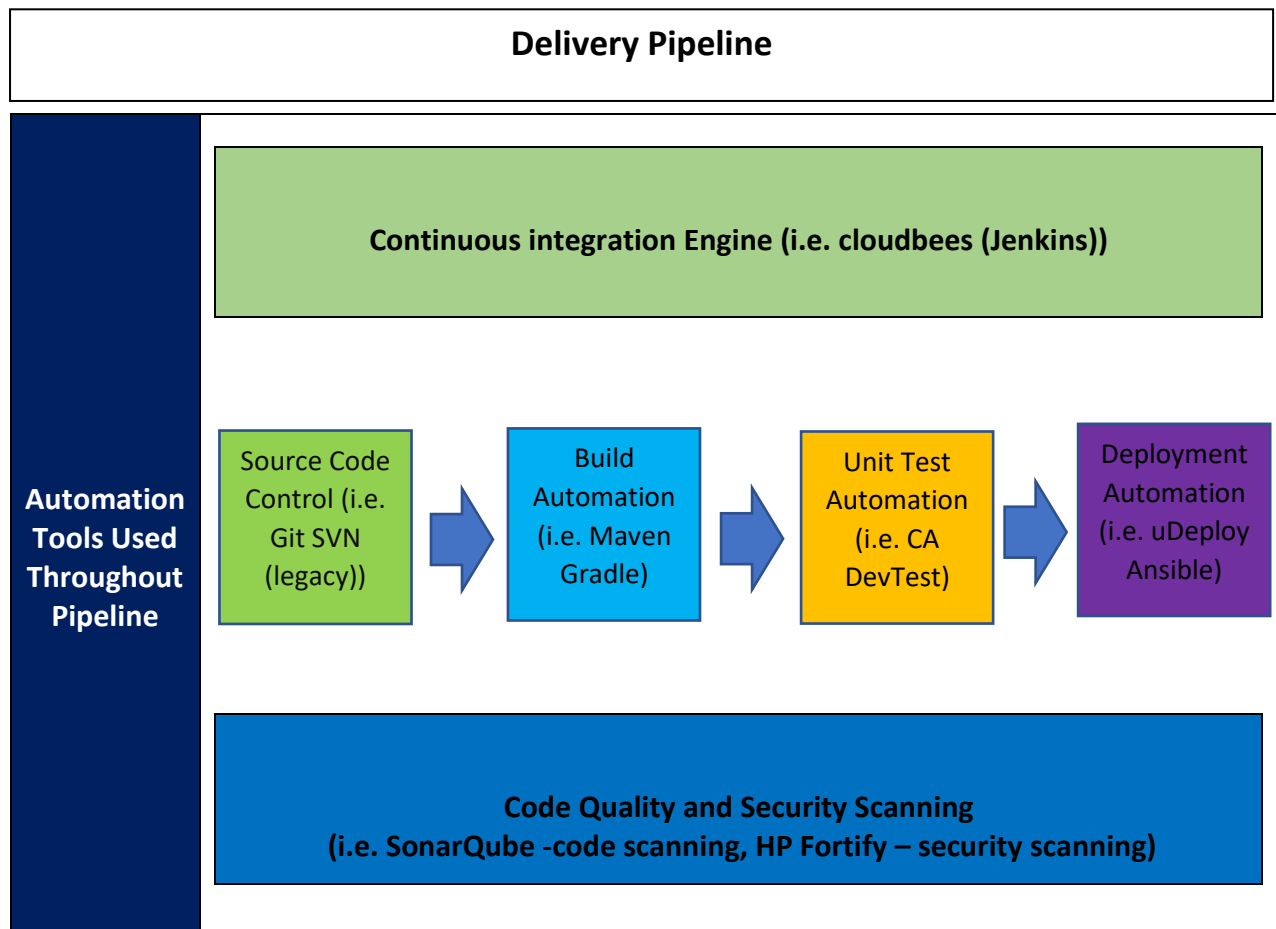 Delivery Pipeline
Continuous integration Engine (i.e. cloudbees (Jenkins))
Automation
Tools Used
Throughout
Pipeline
Source Code
Control (i.e.
Git SVN
(legacy))
Build
Automation
(i.e. Maven
Gradle)
Unit Test
Automation
(i.e. CA
DevTest)
Deployment
Automation
(i.e. uDeploy
Ansible)
Code Quality and Security Scanning
(i.e. SonarQube -code scanning, HP Fortify – security scanning)